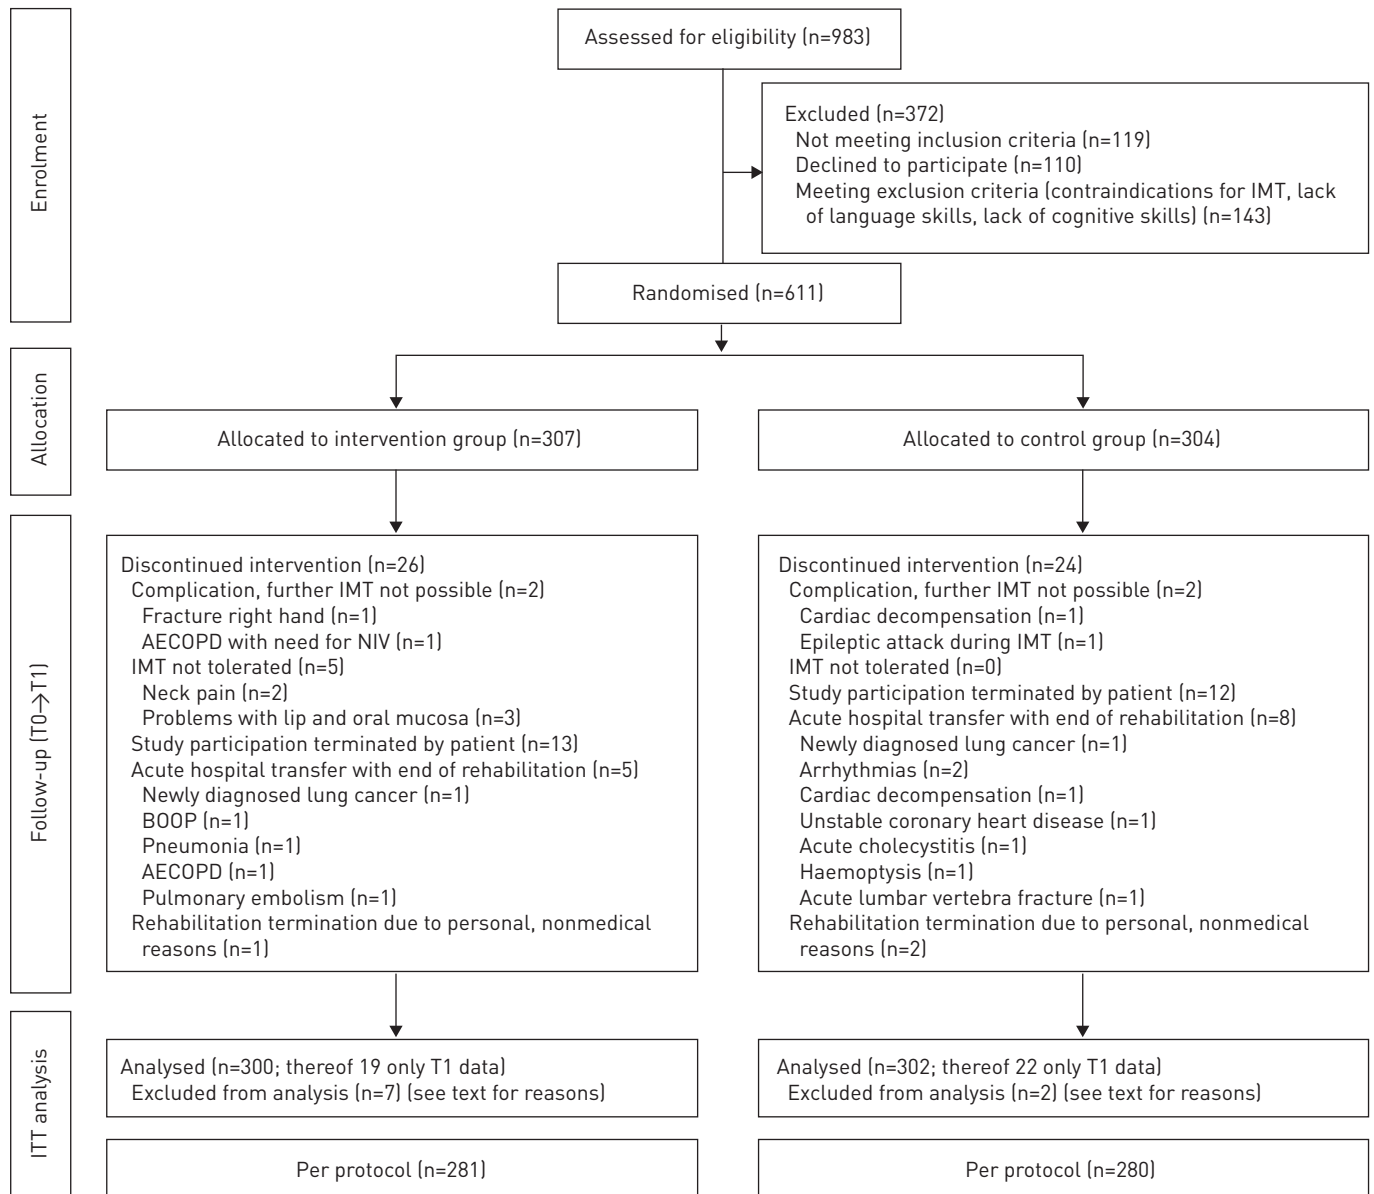 Enrolment
Assessed for eligibility (n=983)
Excluded (n=372)
Not meeting inclusion criteria (n=119)
Declined to participate (n=110)
Meeting exclusion criteria (contraindications for IMT, lack
of language skills, lack of cognitive skills) (n=143)
Randomised (n=611)
Allocation
Allocated to intervention group (n=307)
Allocated to control group (n=304)
Follow-up (T0→T1)
Discontinued intervention (n=26)
Complication, further IMT not possible (n=2)
Fracture right hand (n=1)
AECOPD with need for NIV (n=1)
IMT not tolerated (n=5)
Neck pain (n=2)
Problems with lip and oral mucosa (n=3)
Study participation terminated by patient (n=13)
Acute hospital transfer with end of rehabilitation (n=5)
Newly diagnosed lung cancer (n=1)
BOOP (n=1)
Pneumonia (n=1)
AECOPD (n=1)
Pulmonary embolism (n=1)
Rehabilitation termination due to personal, nonmedical
reasons (n=1)
Discontinued intervention (n=24)
Complication, further IMT not possible (n=2)
Cardiac decompensation (n=1)
Epileptic attack during IMT (n=1)
IMT not tolerated (n=0)
Study participation terminated by patient (n=12)
Acute hospital transfer with end of rehabilitation (n=8)
Newly diagnosed lung cancer (n=1)
Arrhythmias (n=2)
Cardiac decompensation (n=1)
Unstable coronary heart disease (n=1)
Acute cholecystitis (n=1)
Haemoptysis (n=1)
Acute lumbar vertebra fracture (n=1)
Rehabilitation termination due to personal, nonmedical
reasons (n=2)
ITT analysis
Analysed (n=300; thereof 19 only T1 data)
Excluded from analysis (n=7) (see text for reasons)
Analysed (n=302; thereof 22 only T1 data)
Excluded from analysis (n=2) (see text for reasons)
Per protocol (n=281)
Per protocol (n=280)